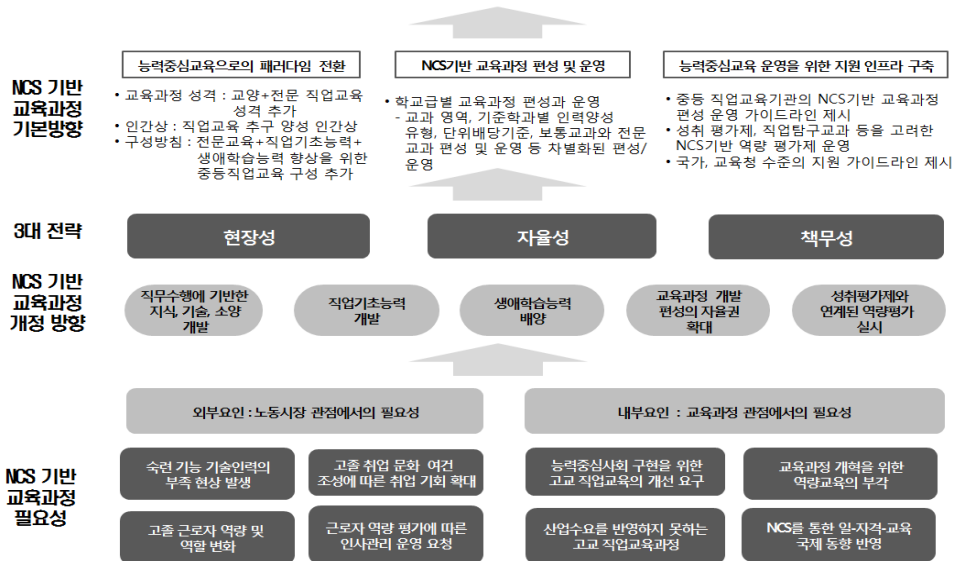 NCS 기반
교육과정
기본방향
능력중심교육으로의 패러다임 전환
• 교육과정 성격 : 교양+전문 직업교육
성격 추가
• 인간상 : 직업교육 추구 양성 인간상
• 구성방침 : 전문교육+직업기초능력+
생애학습능력 향상을 위한
중등직업교육 구성 추가
NCS기반 교육과정 편성 및 운영
• 학교급별 교육과정 편성과 운영
- 교과 영역, 기준학과별 인력양성
유형, 단위배당기준, 보통교과와 전문
교과 편성 및 운영 등 차별화된 편성/
운영
능력중심교육 운영을 위한 지원 인프라 구축
• 중등 직업교육기관의 NCS기반 교육과정
편성 운영 가이드라인 제시
• 성취 평가제, 직업탐구교과 등을 고려한
NCS기반 역량 평가제 운영
• 국가, 교육청 수준의 지원 가이드라인 제시
3대 전략
현장성
자율성
책무성
NCS 기반
교육과정
개정 방향
직무수행에 기반한
지식, 기술, 소양
개발
직업기초능력
개발
생애학습능력
배양
교육과정 개발
편성의 자율권
확대
성취평가제와
연계된 역량평가
실시
외부요인 : 노동시장 관점에서의 필요성
내부요인 : 교육과정 관점에서의 필요성
NCS 기반
교육과정
필요성
숙련 기능 기술인력의
부족 현상 발생
고졸 취업 문화 여건
조성에 따른 취업 기회 확대
능력중심사회 구현을 위한
고교 직업교육의 개선 요구
교육과정 개혁을 위한
역량교육의 부각
고졸 근로자 역량 및
역할 변화
근로자 역량 평가에 따른
인사관리 운영 요청
산업수요를 반영하지 못하는
고교 직업교육과정
NCS를 통한 일-자격-교육
국제 동향 반영